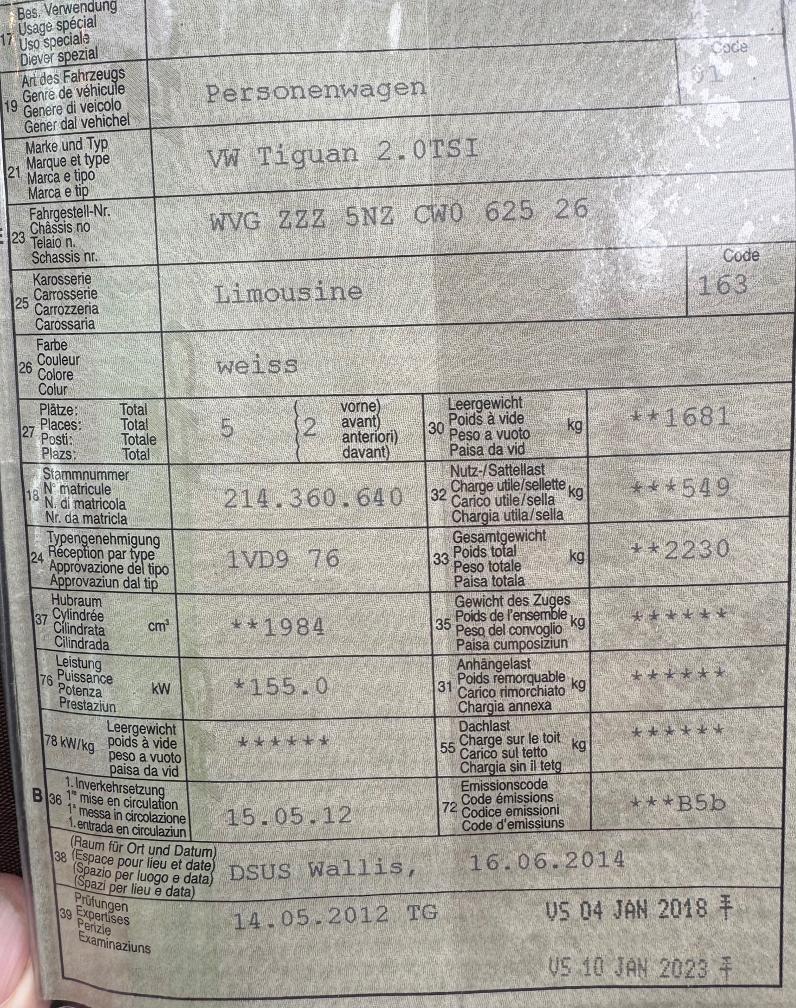 17 Bes. Verwendung
Usage spécial
Uso speciale
Diever spezial
19 Art des Fahrzeugs
Genre de véhicule
Genere di veicolo
Gener dal vehichel
Personenwagen
Code
01
21 Marke und Typ
Marque et type
Marca e tipo
Marca e tip
VW Tiguan 2.0TSI
23 Fahrgestell-Nr.
Châssis no
Telaio n.
Schassis nr.
WVG ZZZ 5NZ CW0 625 26
25 Karosserie
Carrosserie
Carrozzeria
Carossaria
Limousine
Code
163
26 Farbe
Couleur
Colore
Colur
weiss
27 Plätze: Total
Places: Total
Posti: Totale
Plazs: Total
5 (2 vorne)
( avant)
( anteriori)
( davant)
30 Leergewicht
Poids à vide
Peso a vuoto
Paisa da vid
kg **1681
18 Stammnummer
N° matricule
N. di matricola
Nr. da matricla
214.360.640
32 Nutz-/Sattellast
Charge utile/sellette
Carico utile/sella
Chargia utila/sella
kg ***549
24 Typengenehmigung
Réception par type
Approvazione del tipo
Approvaziun dal tip
1VD9 76
33 Gesamtgewicht
Poids total
Peso totale
Paisa totala
kg **2230
37 Hubraum
Cylindrée
Cilindrata
Cilindrada
cm³ **1984
35 Gewicht des Zuges
Poids de l'ensemble
Peso del convoglio
Paisa cumposiziun
kg ******
76 Leistung
Puissance
Potenza
Prestaziun
kW *155.0
31 Anhängelast
Poids remorquable
Carico rimorchiato
Chargia annexa
kg ******
78 kW/kg Leergewicht
poids à vide
peso a vuoto
paisa da vid
******
55 Dachlast
Charge sur le toit
Carico sul tetto
Chargia sin il tetg
kg ******
B 36 1. Inverkehrsetzung
1re mise en circulation
1a messa in circolazione
1. entrada en circulaziun
15.05.12
72 Emissionscode
Code émissions
Codice emissioni
Code d'emissiuns
***B5b
38 (Raum für Ort und Datum)
(Espace pour lieu et date)
(Spazio per luogo e data)
(Spazi per lieu e data)
DSUS Wallis, 16.06.2014
39 Prüfungen
Expertises
Perizie
Examinaziuns
14.05.2012 TG
VS 04 JAN 2018
VS 10 JAN 2023